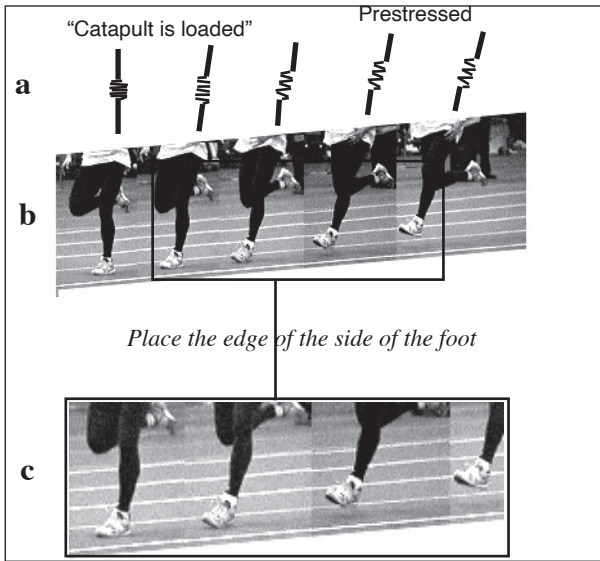 “Catapult is loaded”
Prestressed
a
b
Place the edge of the side of the foot
c